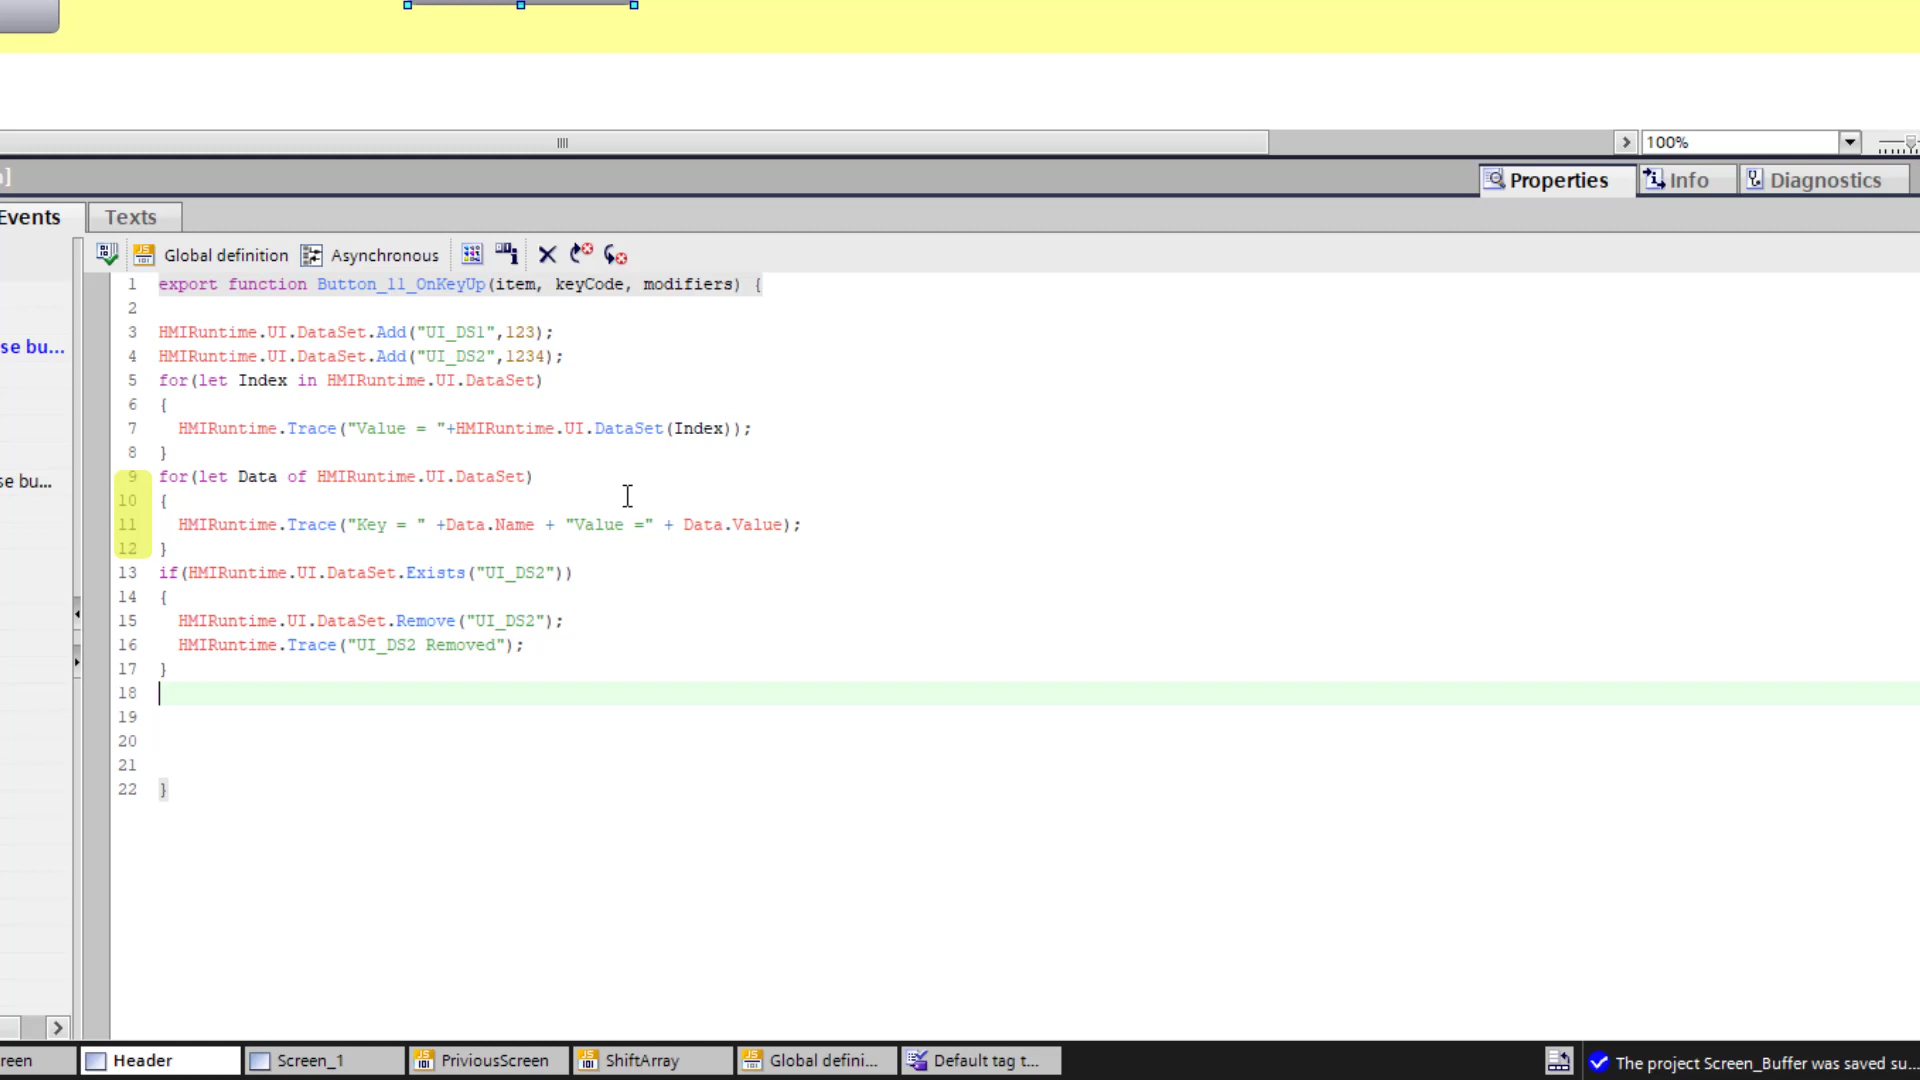 100%
]
Properties
Info
Diagnostics
Events
Texts
Global definition
Asynchronous
1 export function Button_11_OnKeyUp(item, keyCode, modifiers) {
2
3 HMIRuntime.UI.DataSet.Add("UI_DS1",123);
4 HMIRuntime.UI.DataSet.Add("UI_DS2",1234);
se bu...
5 for(let Index in HMIRuntime.UI.DataSet)
6 {
7 HMIRuntime.Trace("Value = "+HMIRuntime.UI.DataSet(Index));
8 }
9 for(let Data of HMIRuntime.UI.DataSet)
se bu...
10 {
11 HMIRuntime.Trace("Key = " +Data.Name + "Value =" + Data.Value);
12 }
13 if(HMIRuntime.UI.DataSet.Exists("UI_DS2"))
14 {
15 HMIRuntime.UI.DataSet.Remove("UI_DS2");
16 HMIRuntime.Trace("UI_DS2 Removed");
17 }
18
19
20
21
22 }
reen
Header
Screen_1
PriviousScreen
ShiftArray
Global defini...
Default tag t...
The project Screen_Buffer was saved su...